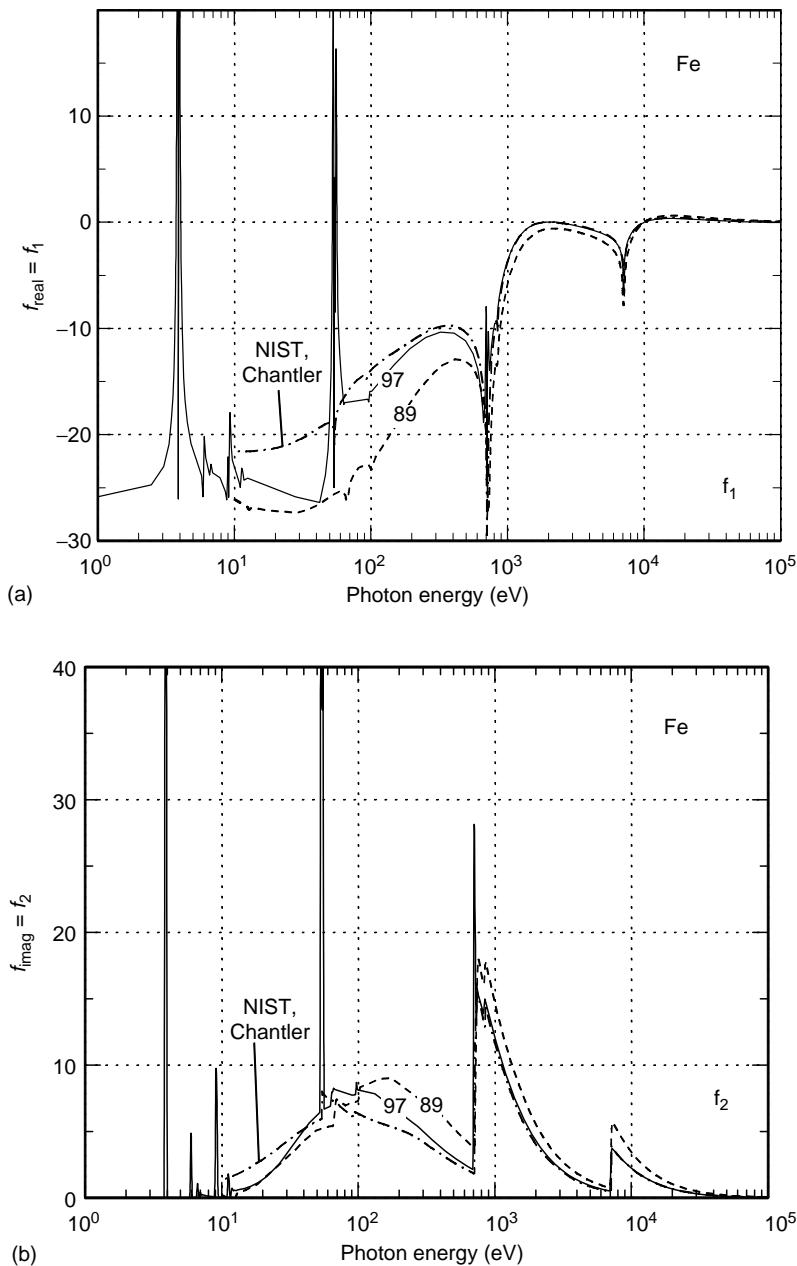 Fe
10
0
−10
−20
−30
f_real = f_1
NIST,
Chantler
97
89
f_1
10^0
10^1
10^2
10^3
10^4
10^5
(a)
Photon energy (eV)
40
30
20
10
0
f_imag = f_2
Fe
NIST,
Chantler
97
89
f_2
10^0
10^1
10^2
10^3
10^4
10^5
(b)
Photon energy (eV)